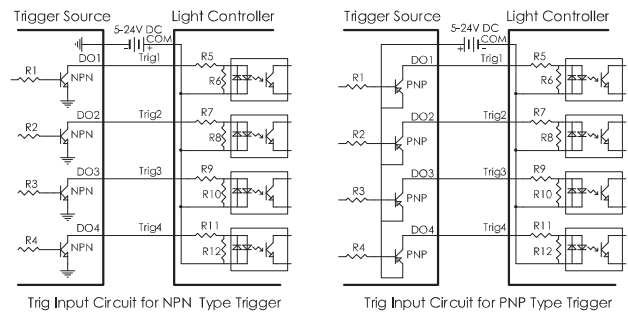 Trigger Source
Light Controller
5-24V DC
- +
COM
DO1
Trig1
R5
R1
NPN
R6
DO2
Trig2
R7
R2
NPN
R8
DO3
Trig3
R9
R3
NPN
R10
DO4
Trig4
R11
R4
NPN
R12
Trig Input Circuit for NPN Type Trigger
Trigger Source
Light Controller
5-24V DC
+ -
COM
DO1
Trig1
R5
R1
PNP
R6
DO2
Trig2
R7
R2
PNP
R8
DO3
Trig3
R9
R3
PNP
R10
DO4
Trig4
R11
R4
PNP
R12
Trig Input Circuit for PNP Type Trigger